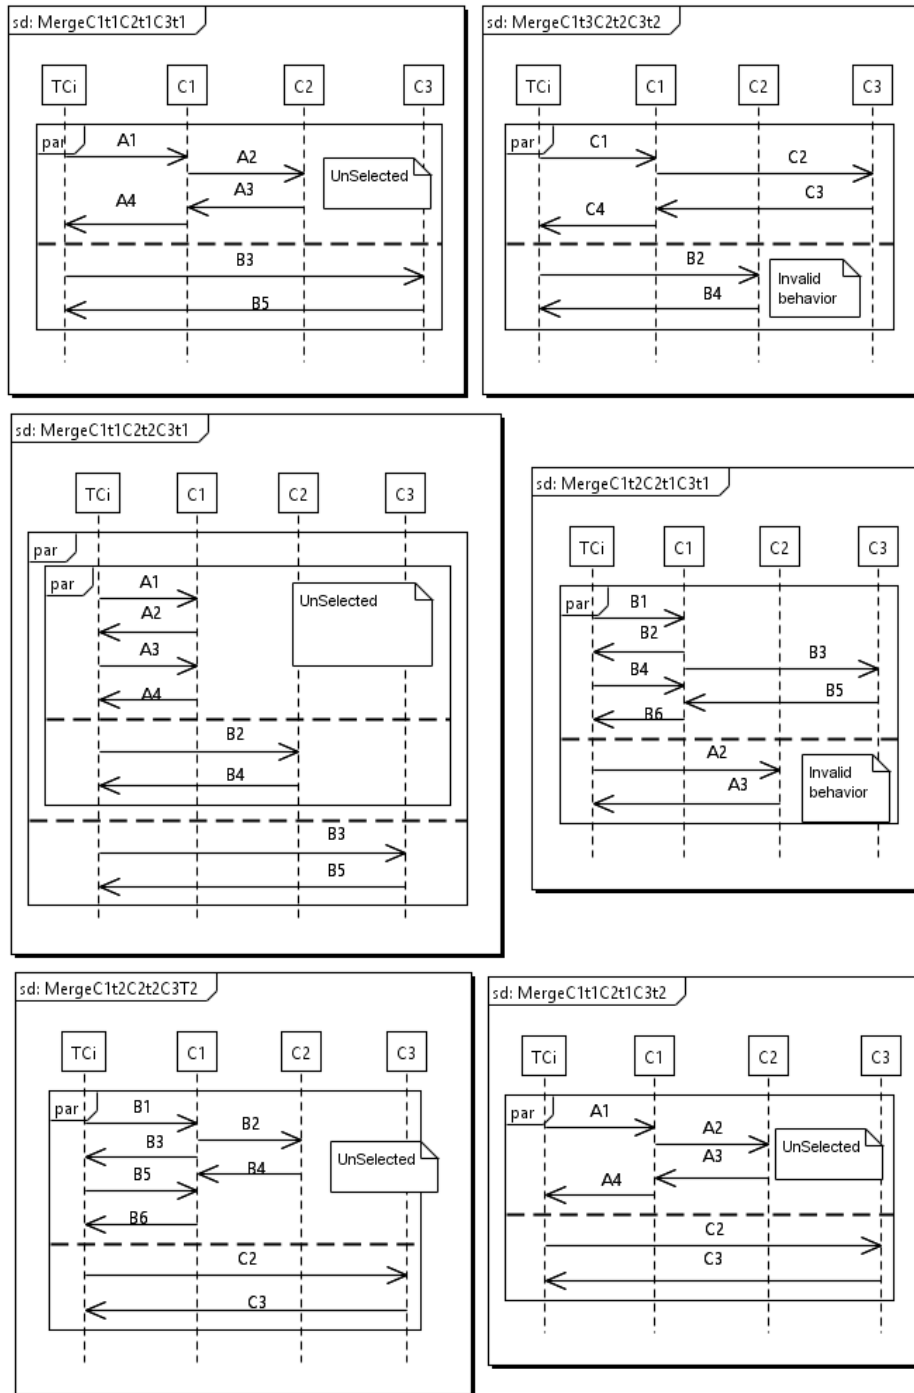 sd: MergeC1t1C2t1C3t1
TCi C1 C2 C3
par
A1
A2
UnSelected
A3
A4
B3
B5
sd: MergeC1t3C2t2C3t2
TCi C1 C2 C3
par
C1
C2
C3
C4
B2
Invalid
behavior
B4
sd: MergeC1t1C2t2C3t1
TCi C1 C2 C3
par
par
A1
UnSelected
A2
A3
A4
B2
B4
B3
B5
sd: MergeC1t2C2t1C3t1
TCi C1 C2 C3
par
B1
B2
B3
B4
B5
B6
A2
Invalid
behavior
A3
sd: MergeC1t2C2t2C3T2
TCi C1 C2 C3
par
B1
B2
B3
UnSelected
B4
B5
B6
C2
C3
sd: MergeC1t1C2t1C3t2
TCi C1 C2 C3
par
A1
A2
UnSelected
A3
A4
C2
C3